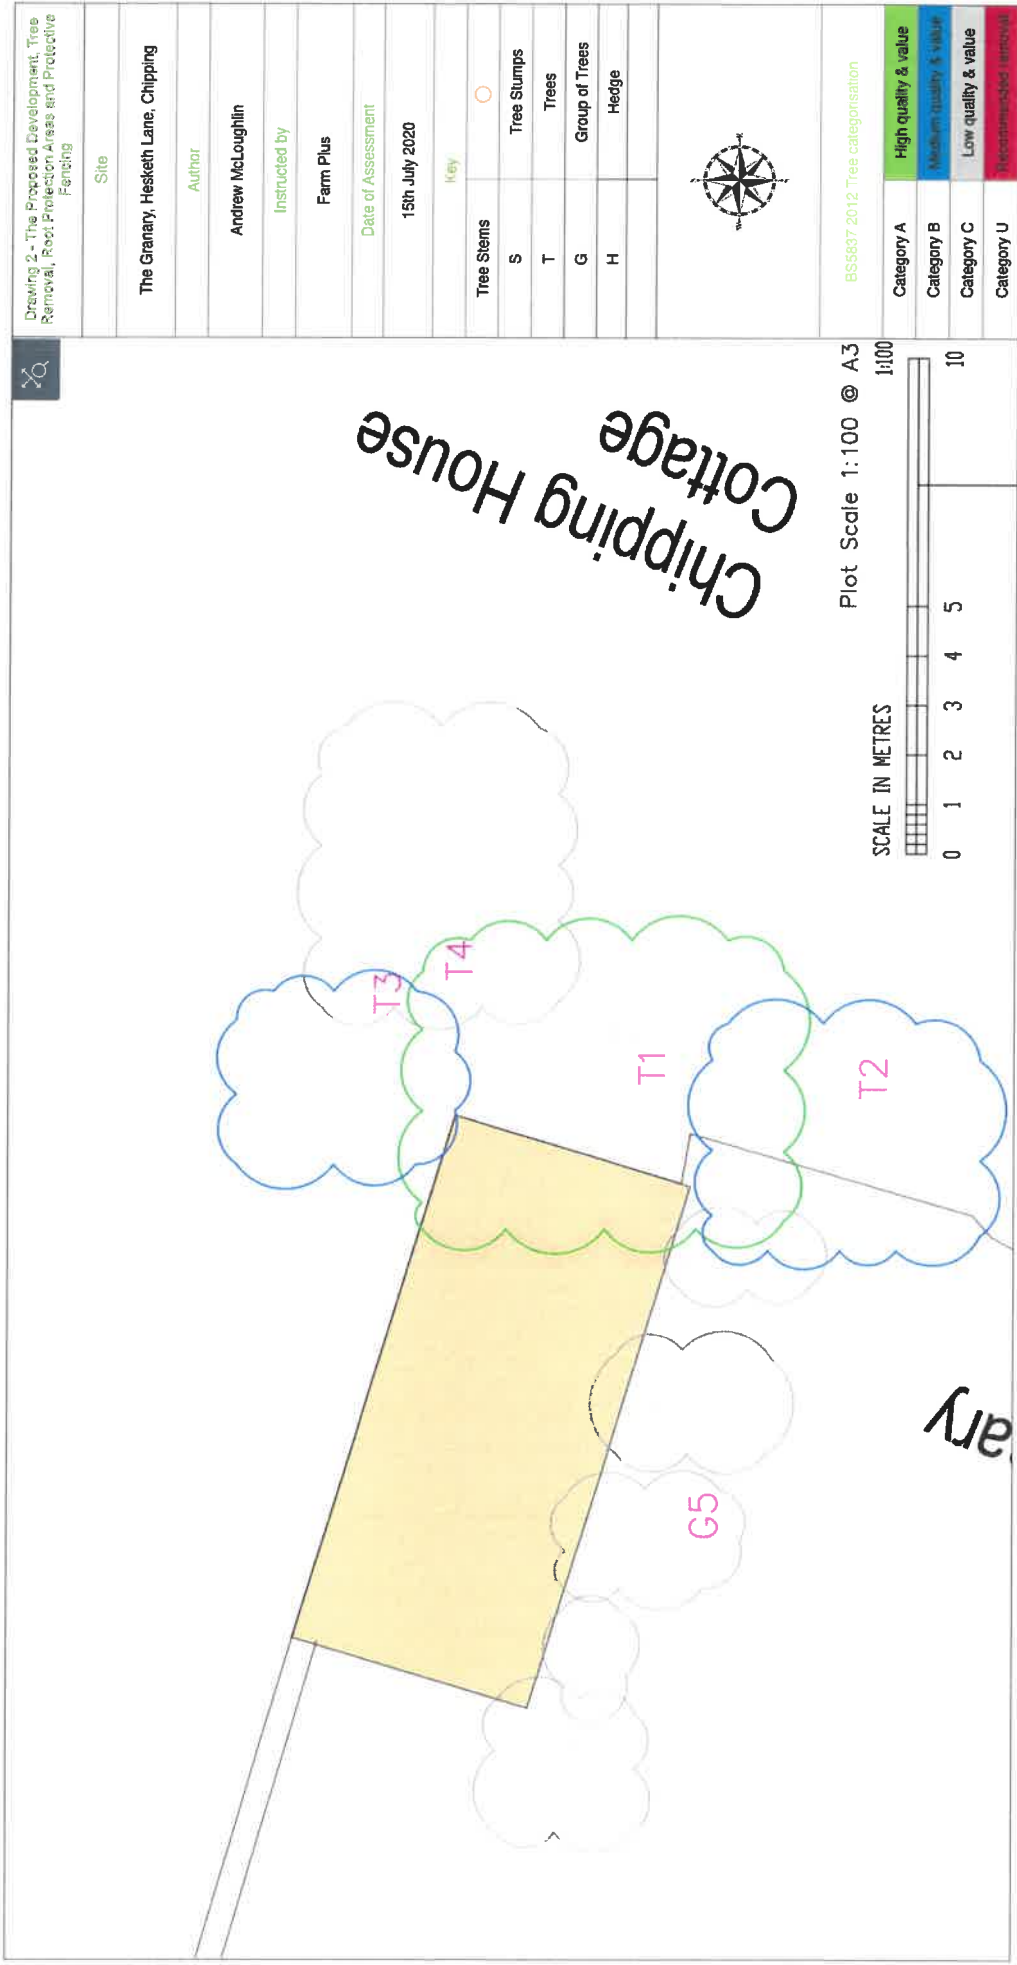 Drawing 2 - The Proposed Development, Tree
Removal, Root Protection Areas and Protective
Fencing
Site
The Granary, Hesketh Lane, Chipping
Author
Andrew McLoughlin
Instructed by
Farm Plus
Date of Assessment
15th July 2020
Key
Tree Stems
S Tree Stumps
T Trees
G Group of Trees
H Hedge
BS5837 2012 Tree categorisation
Category A High quality & value
Category B Medium quality & value
Category C Low quality & value
Category U Recommended removal
Chipping House
Cottage
Plot Scale 1:100 @ A3
SCALE IN METRES 1:100
0 1 2 3 4 5 10
T3
T4
T1
T2
G5
ary